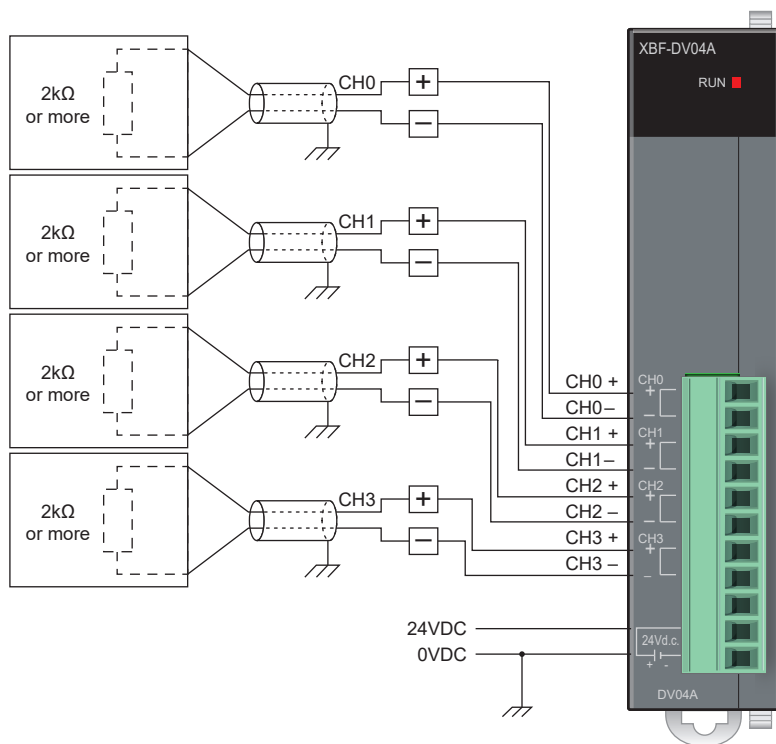 XBF-DV04A
RUN
2kΩ
or more
CH0
+
–
2kΩ
or more
CH1
+
–
2kΩ
or more
CH2
+
–
2kΩ
or more
CH3
+
–
CH0 +
CH0–
CH1 +
CH1–
CH2 +
CH2 –
CH3 +
CH3 –
CH0
+
–
CH1
+
–
CH2
+
–
CH3
+
–
24VDC
0VDC
24Vd.c.
+ -
DV04A